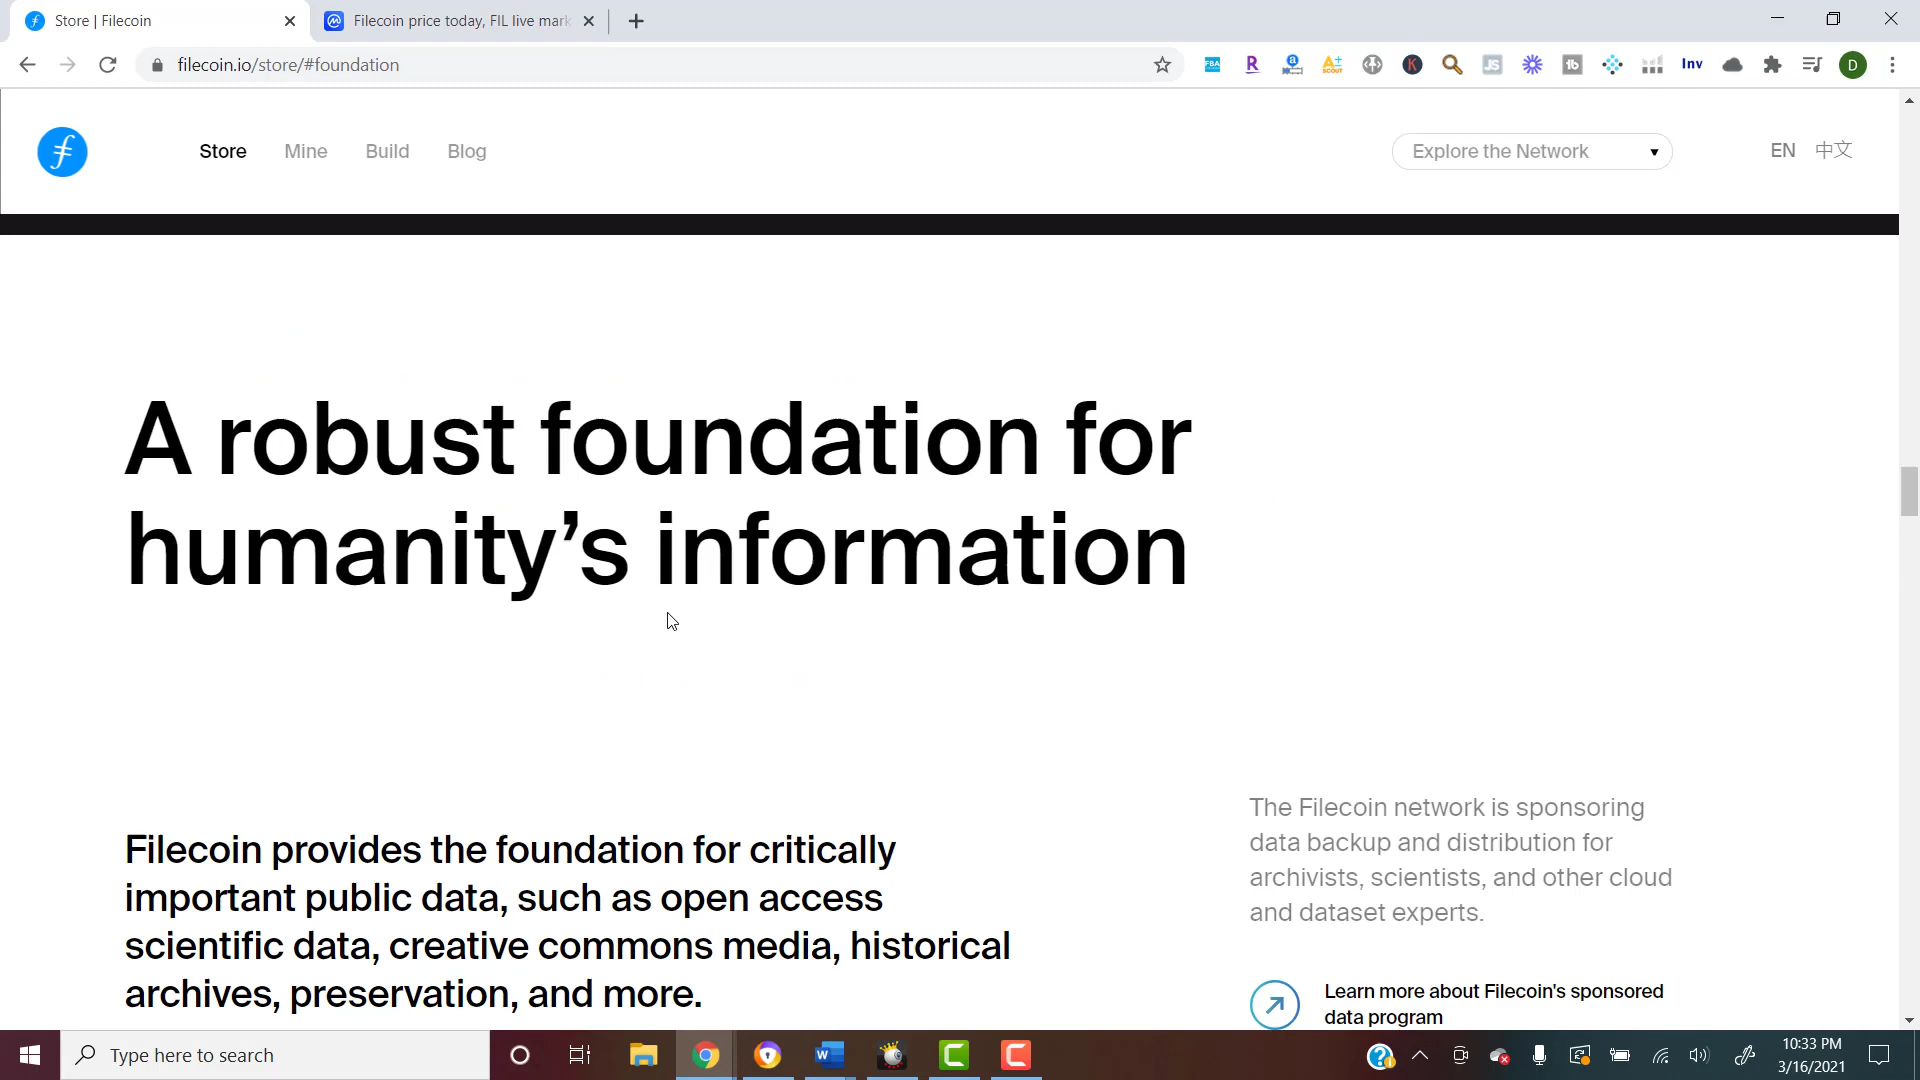 Store | Filecoin
Filecoin price today, FIL live mark
filecoin.io/store/#foundation
FBA
R
a
A+
SCOUT
K
JS
tb
Inv
D
Store
Mine
Build
Blog
Explore the Network
EN
中文
A robust foundation for
humanity’s information
Filecoin provides the foundation for critically
important public data, such as open access
scientific data, creative commons media, historical
archives, preservation, and more.
The Filecoin network is sponsoring
data backup and distribution for
archivists, scientists, and other cloud
and dataset experts.
Learn more about Filecoin's sponsored
data program
Type here to search
10:33 PM
3/16/2021